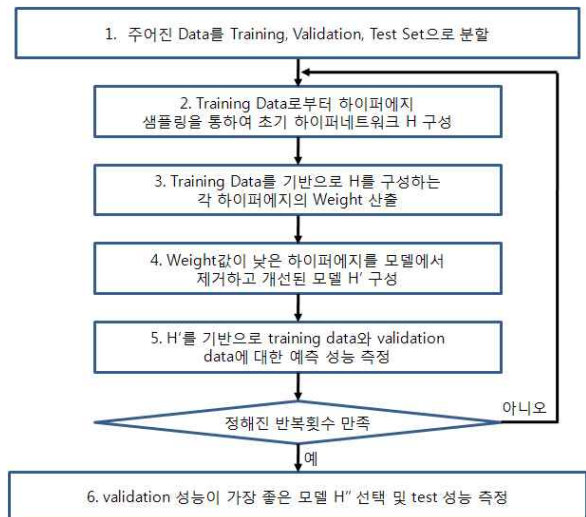 1. 주어진 Data를 Training, Validation, Test Set으로 분할
2. Training Data로부터 하이퍼에지
샘플링을 통하여 초기 하이퍼네트워크 H 구성
3. Training Data를 기반으로 H를 구성하는
각 하이퍼에지의 Weight 산출
4. Weight값이 낮은 하이퍼에지를 모델에서
제거하고 개선된 모델 H' 구성
5. H'를 기반으로 training data와 validation
data에 대한 예측 성능 측정
정해진 반복횟수 만족
아니오
예
6. validation 성능이 가장 좋은 모델 H" 선택 및 test 성능 측정